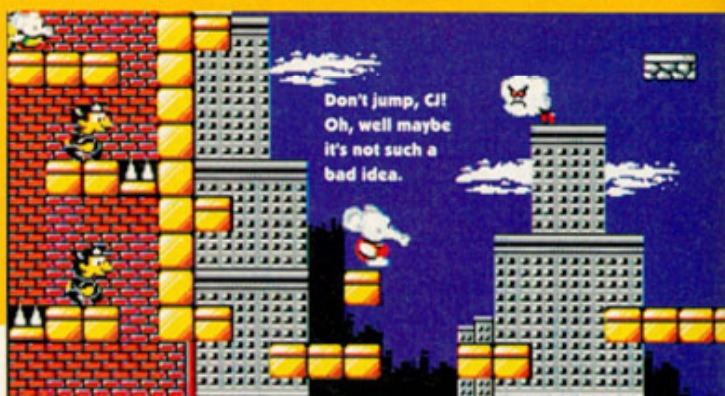 Don't jump, CJ!
Oh, well maybe
it's not such a
bad idea.